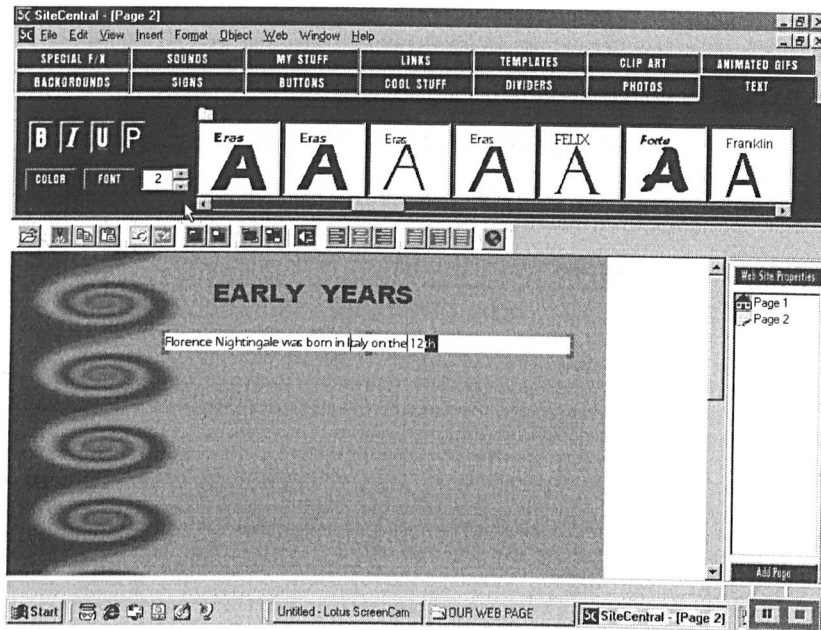 SC SiteCentral - [Page 2]
SC File Edit View Insert Format Object Web Window Help
SPECIAL F/X SOUNDS MY STUFF LINKS TEMPLATES CLIP ART ANIMATED GIFS
BACKGROUNDS SIGNS BUTTONS COOL STUFF DIVIDERS PHOTOS TEXT
B I U P
COLOR FONT 2
Eras A
Eras A
Eras A
Eras A
FELIX A
Forte A
Franklin A
EARLY YEARS
Florence Nightingale was born in Italy on the 12th
Web Site Properties
Page 1
Page 2
Add Page
Start Untitled - Lotus ScreenCam OUR WEB PAGE SC SiteCentral - [Page 2]